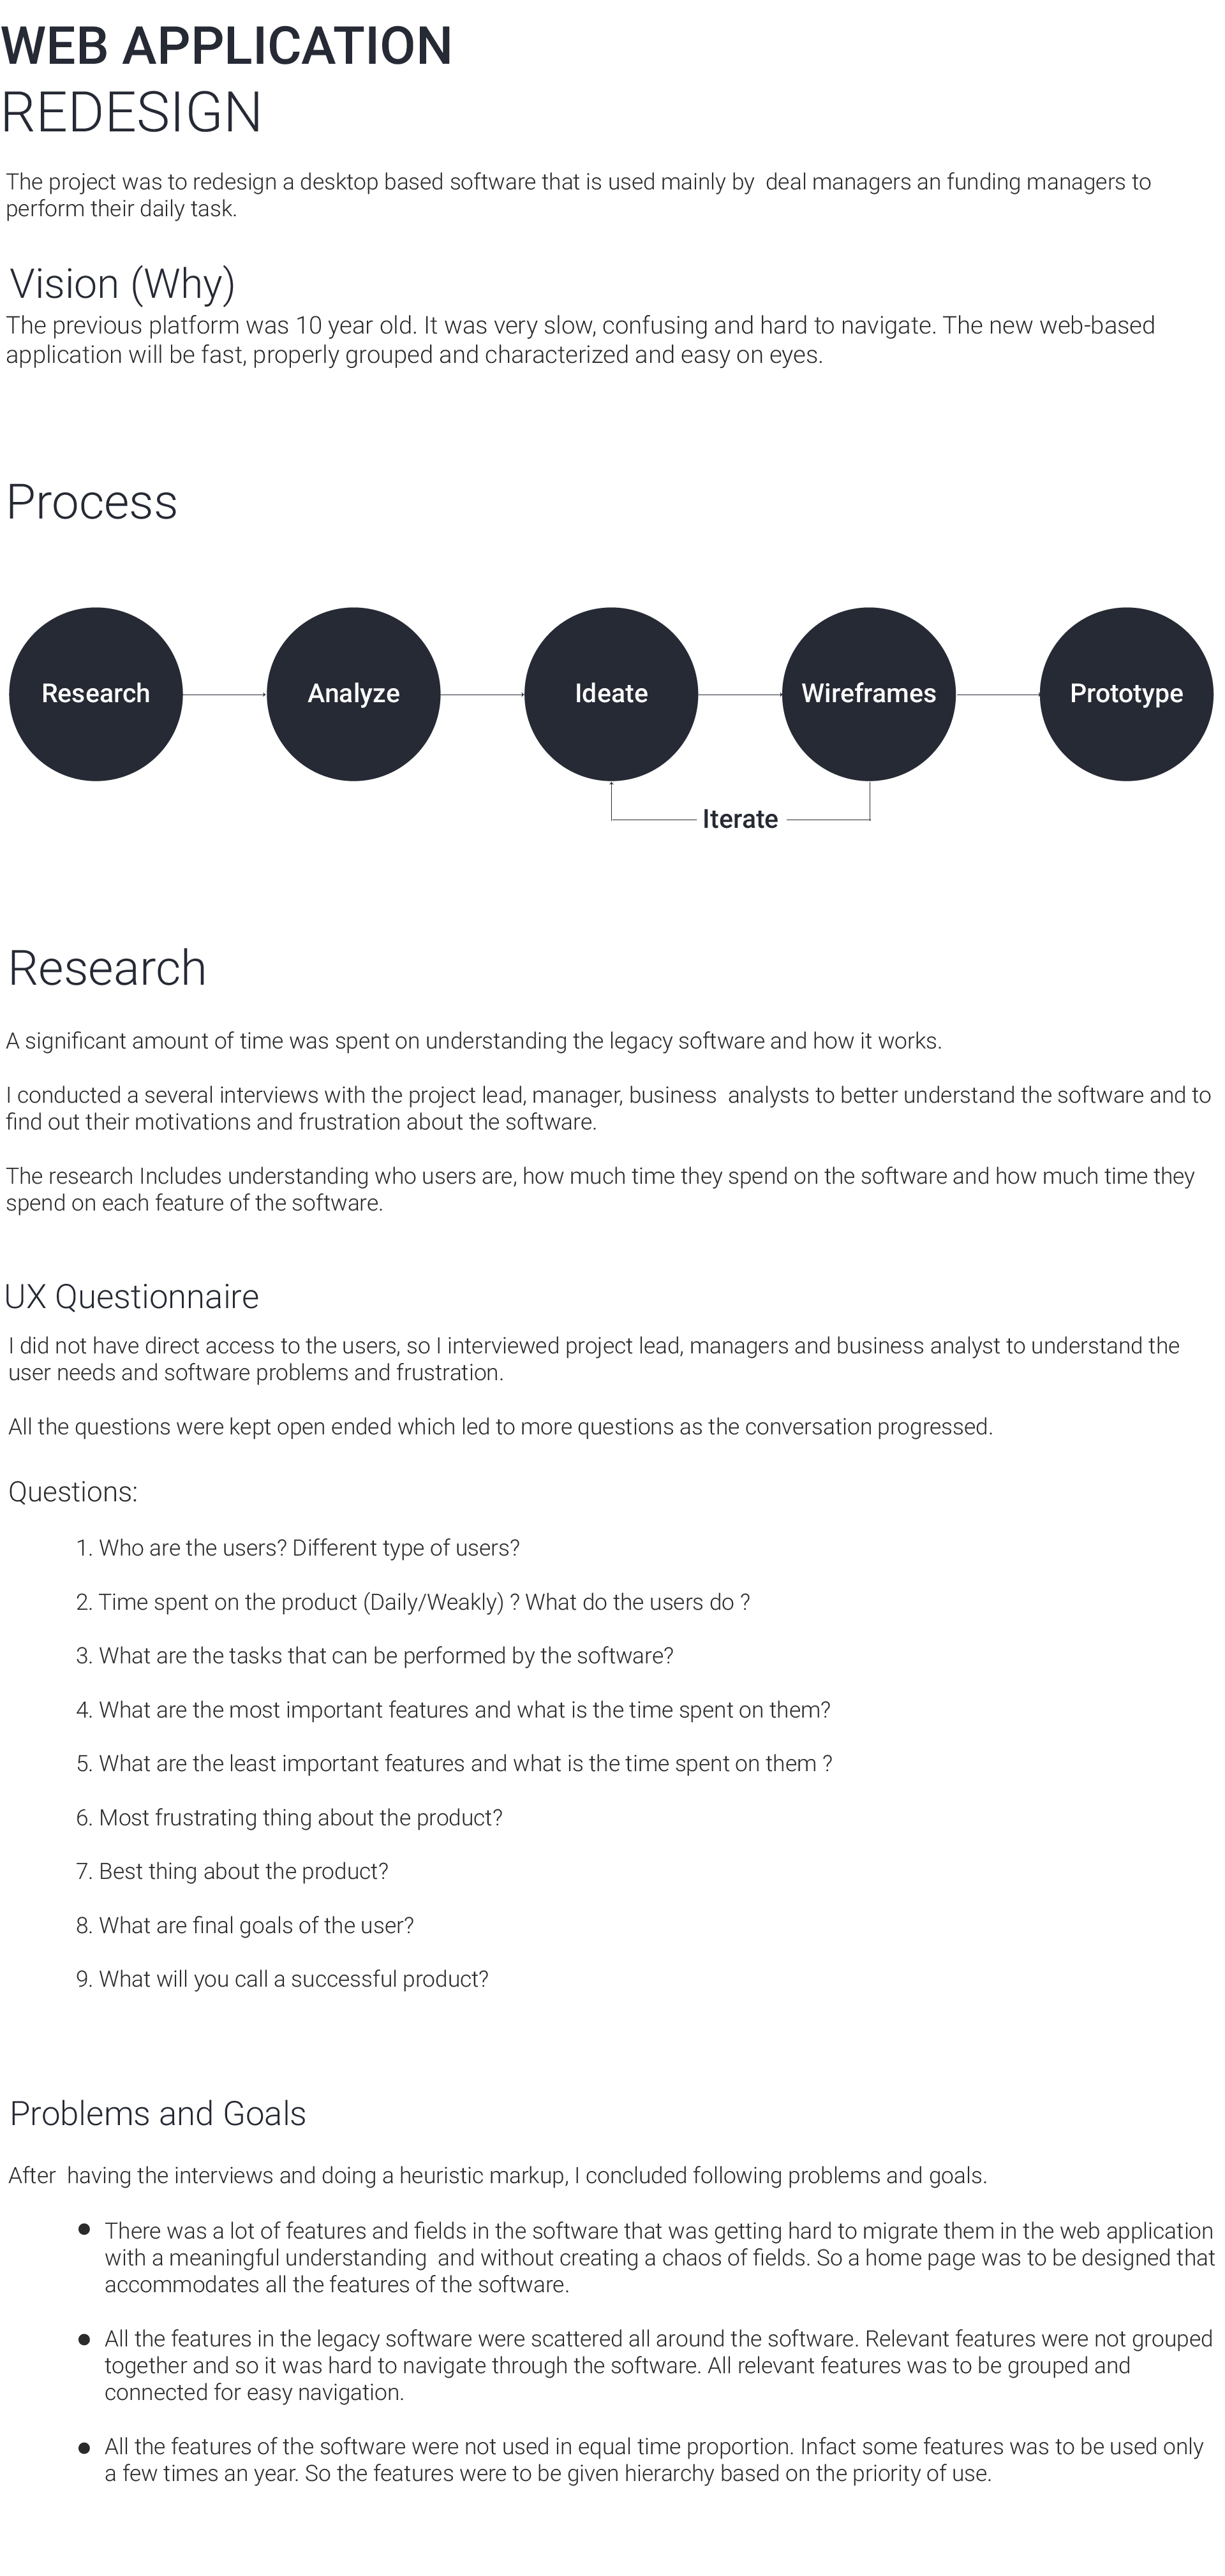 WEB APPLICATION
REDESIGN
The project was to redesign a desktop based software that is used mainly by  deal managers an funding managers to
perform their daily task.
Vision (Why)
The previous platform was 10 year old. It was very slow, confusing and hard to navigate. The new web-based
application will be fast, properly grouped and characterized and easy on eyes.
Process
Research
Analyze
Ideate
Wireframes
Prototype
Iterate
Research
A significant amount of time was spent on understanding the legacy software and how it works.
I conducted a several interviews with the project lead, manager, business  analysts to better understand the software and to
find out their motivations and frustration about the software.
The research Includes understanding who users are, how much time they spend on the software and how much time they
spend on each feature of the software.
UX Questionnaire
I did not have direct access to the users, so I interviewed project lead, managers and business analyst to understand the
user needs and software problems and frustration.
All the questions were kept open ended which led to more questions as the conversation progressed.
Questions:
1. Who are the users? Different type of users?
2. Time spent on the product (Daily/Weakly) ? What do the users do ?
3. What are the tasks that can be performed by the software?
4. What are the most important features and what is the time spent on them?
5. What are the least important features and what is the time spent on them ?
6. Most frustrating thing about the product?
7. Best thing about the product?
8. What are final goals of the user?
9. What will you call a successful product?
Problems and Goals
After  having the interviews and doing a heuristic markup, I concluded following problems and goals.
● There was a lot of features and fields in the software that was getting hard to migrate them in the web application
with a meaningful understanding  and without creating a chaos of fields. So a home page was to be designed that
accommodates all the features of the software.
● All the features in the legacy software were scattered all around the software. Relevant features were not grouped
together and so it was hard to navigate through the software. All relevant features was to be grouped and
connected for easy navigation.
● All the features of the software were not used in equal time proportion. Infact some features was to be used only
a few times an year. So the features were to be given hierarchy based on the priority of use.